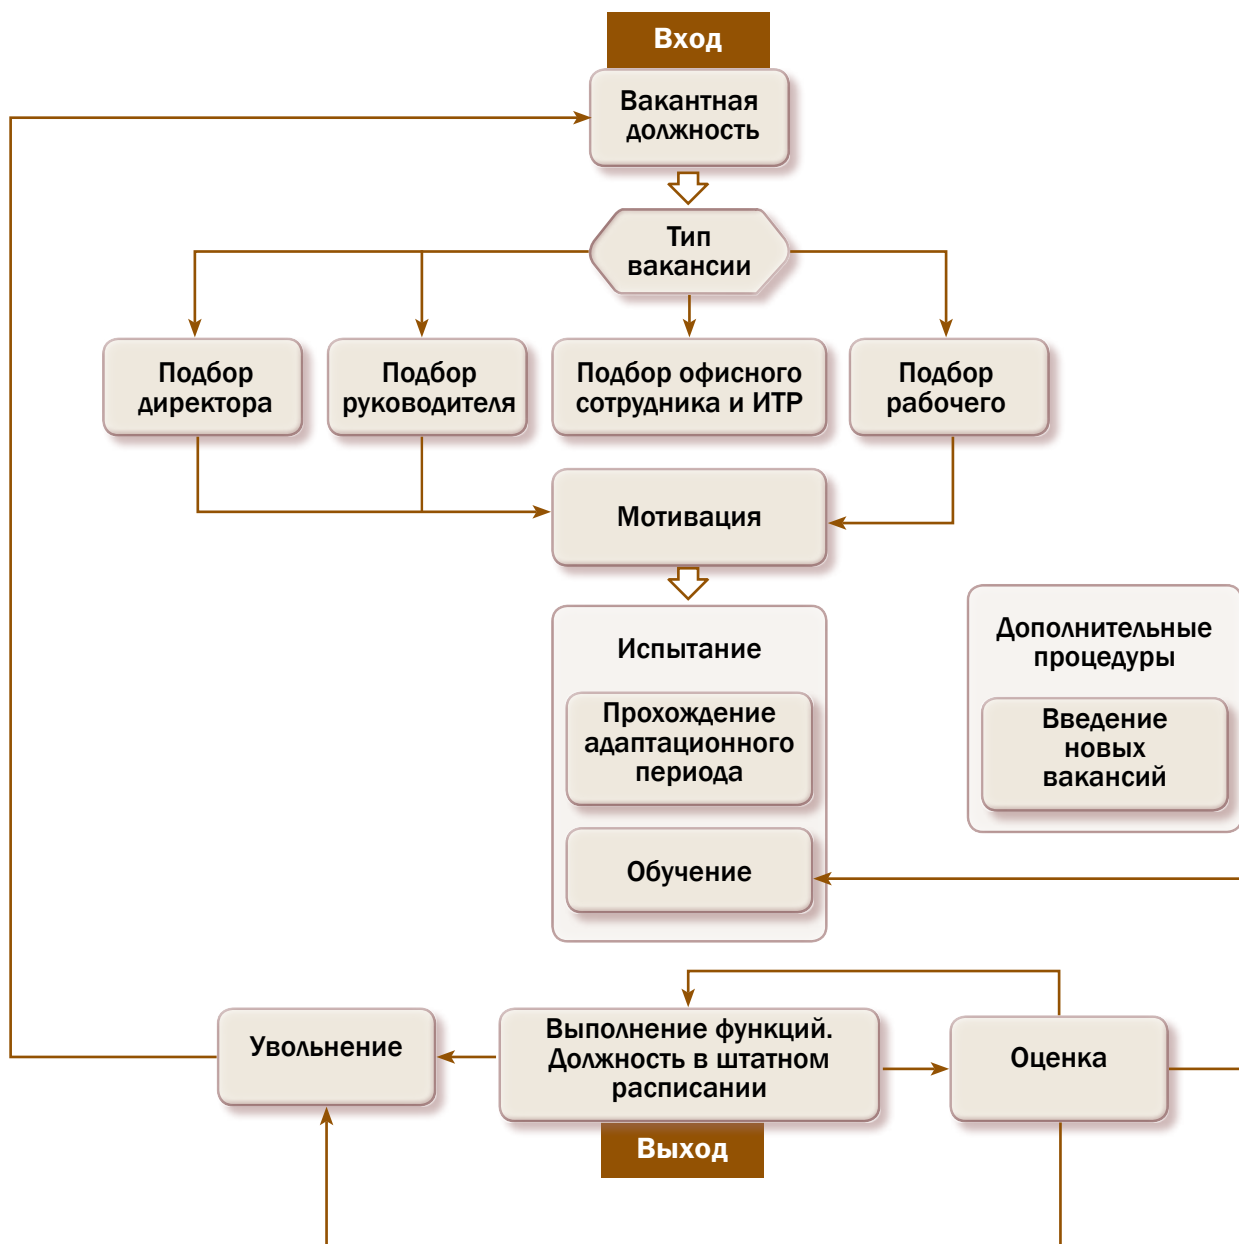 Вход
Вакантная
должность
Тип
вакансии
Подбор
директора
Подбор
руководителя
Подбор офисного
сотрудника и ИТР
Подбор
рабочего
Мотивация
Испытание
Прохождение
адаптационного
периода
Обучение
Дополнительные
процедуры
Введение
новых
вакансий
Увольнение
Выполнение функций.
Должность в штатном
расписании
Оценка
Выход